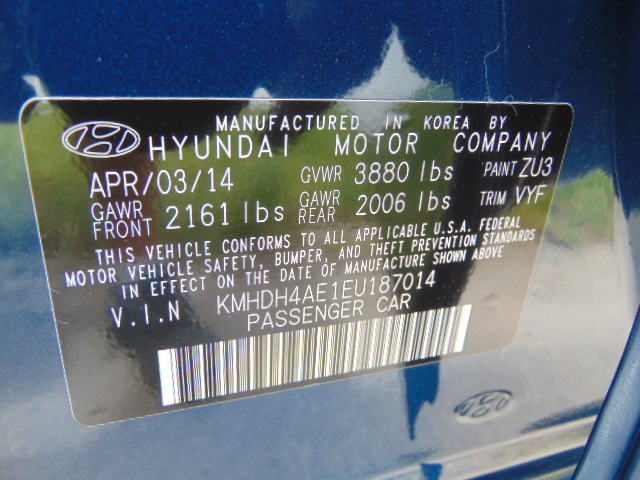 MANUFACTURED IN KOREA BY
HYUNDAI MOTOR COMPANY
APR/03/14 GVWR 3880 lbs PAINT ZU3
GAWR FRONT 2161 lbs GAWR REAR 2006 lbs TRIM VYF
THIS VEHICLE CONFORMS TO ALL APPLICABLE U.S.A. FEDERAL
MOTOR VEHICLE SAFETY, BUMPER, AND THEFT PREVENTION STANDARDS
IN EFFECT ON THE DATE OF MANUFACTURE SHOWN ABOVE
V.I.N KMHDH4AE1EU187014
PASSENGER CAR